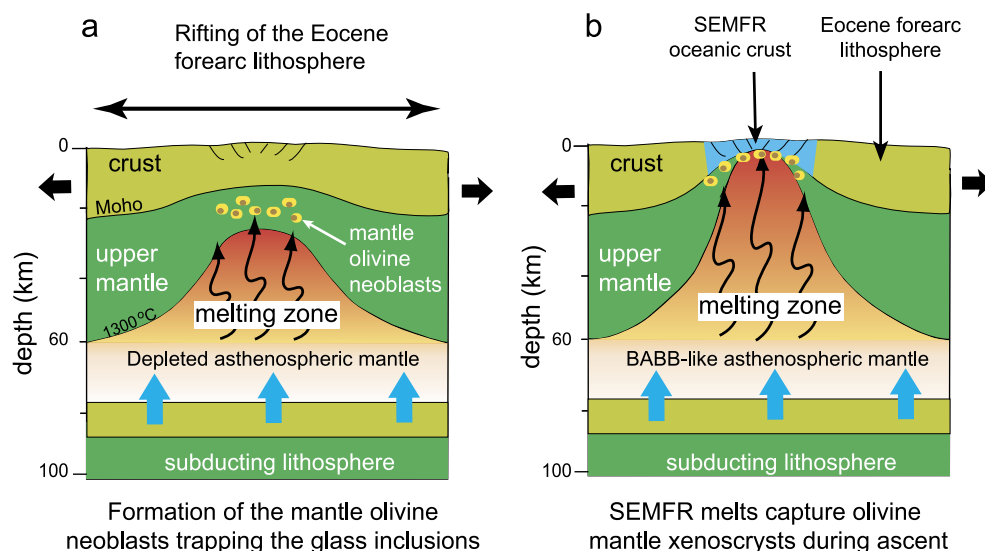 a
Rifting of the Eocene
forearc lithosphere
0
crust
Moho
mantle
olivine
neoblasts
upper
mantle
depth (km)
1300 °C
melting zone
60
Depleted asthenospheric mantle
subducting lithosphere
100
Formation of the mantle olivine
neoblasts trapping the glass inclusions
b
SEMFR
oceanic crust
Eocene forearc
lithosphere
0
crust
upper
mantle
depth (km)
melting zone
60
BABB-like asthenospheric mantle
subducting lithosphere
100
SEMFR melts capture olivine
mantle xenoscrysts during ascent